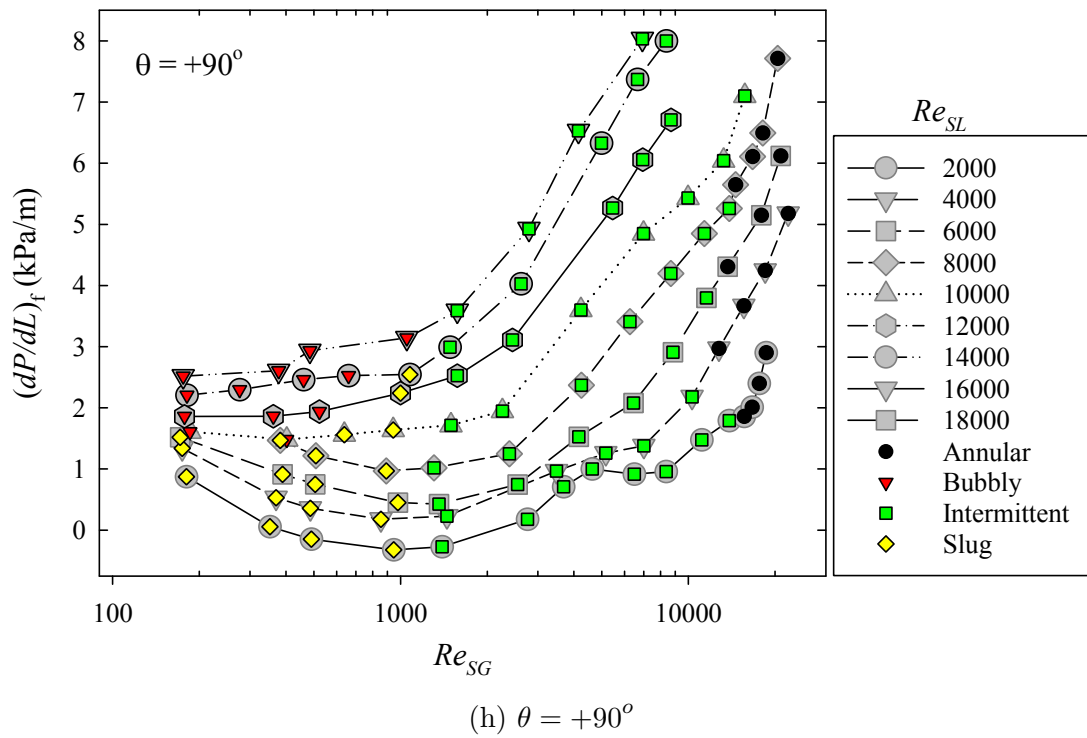 θ = +90°
(dP/dL)f (kPa/m)
8
7
6
5
4
3
2
1
0
100
1000
10000
ReSG
ReSL
2000
4000
6000
8000
10000
12000
14000
16000
18000
Annular
Bubbly
Intermittent
Slug
(h) θ = +90o